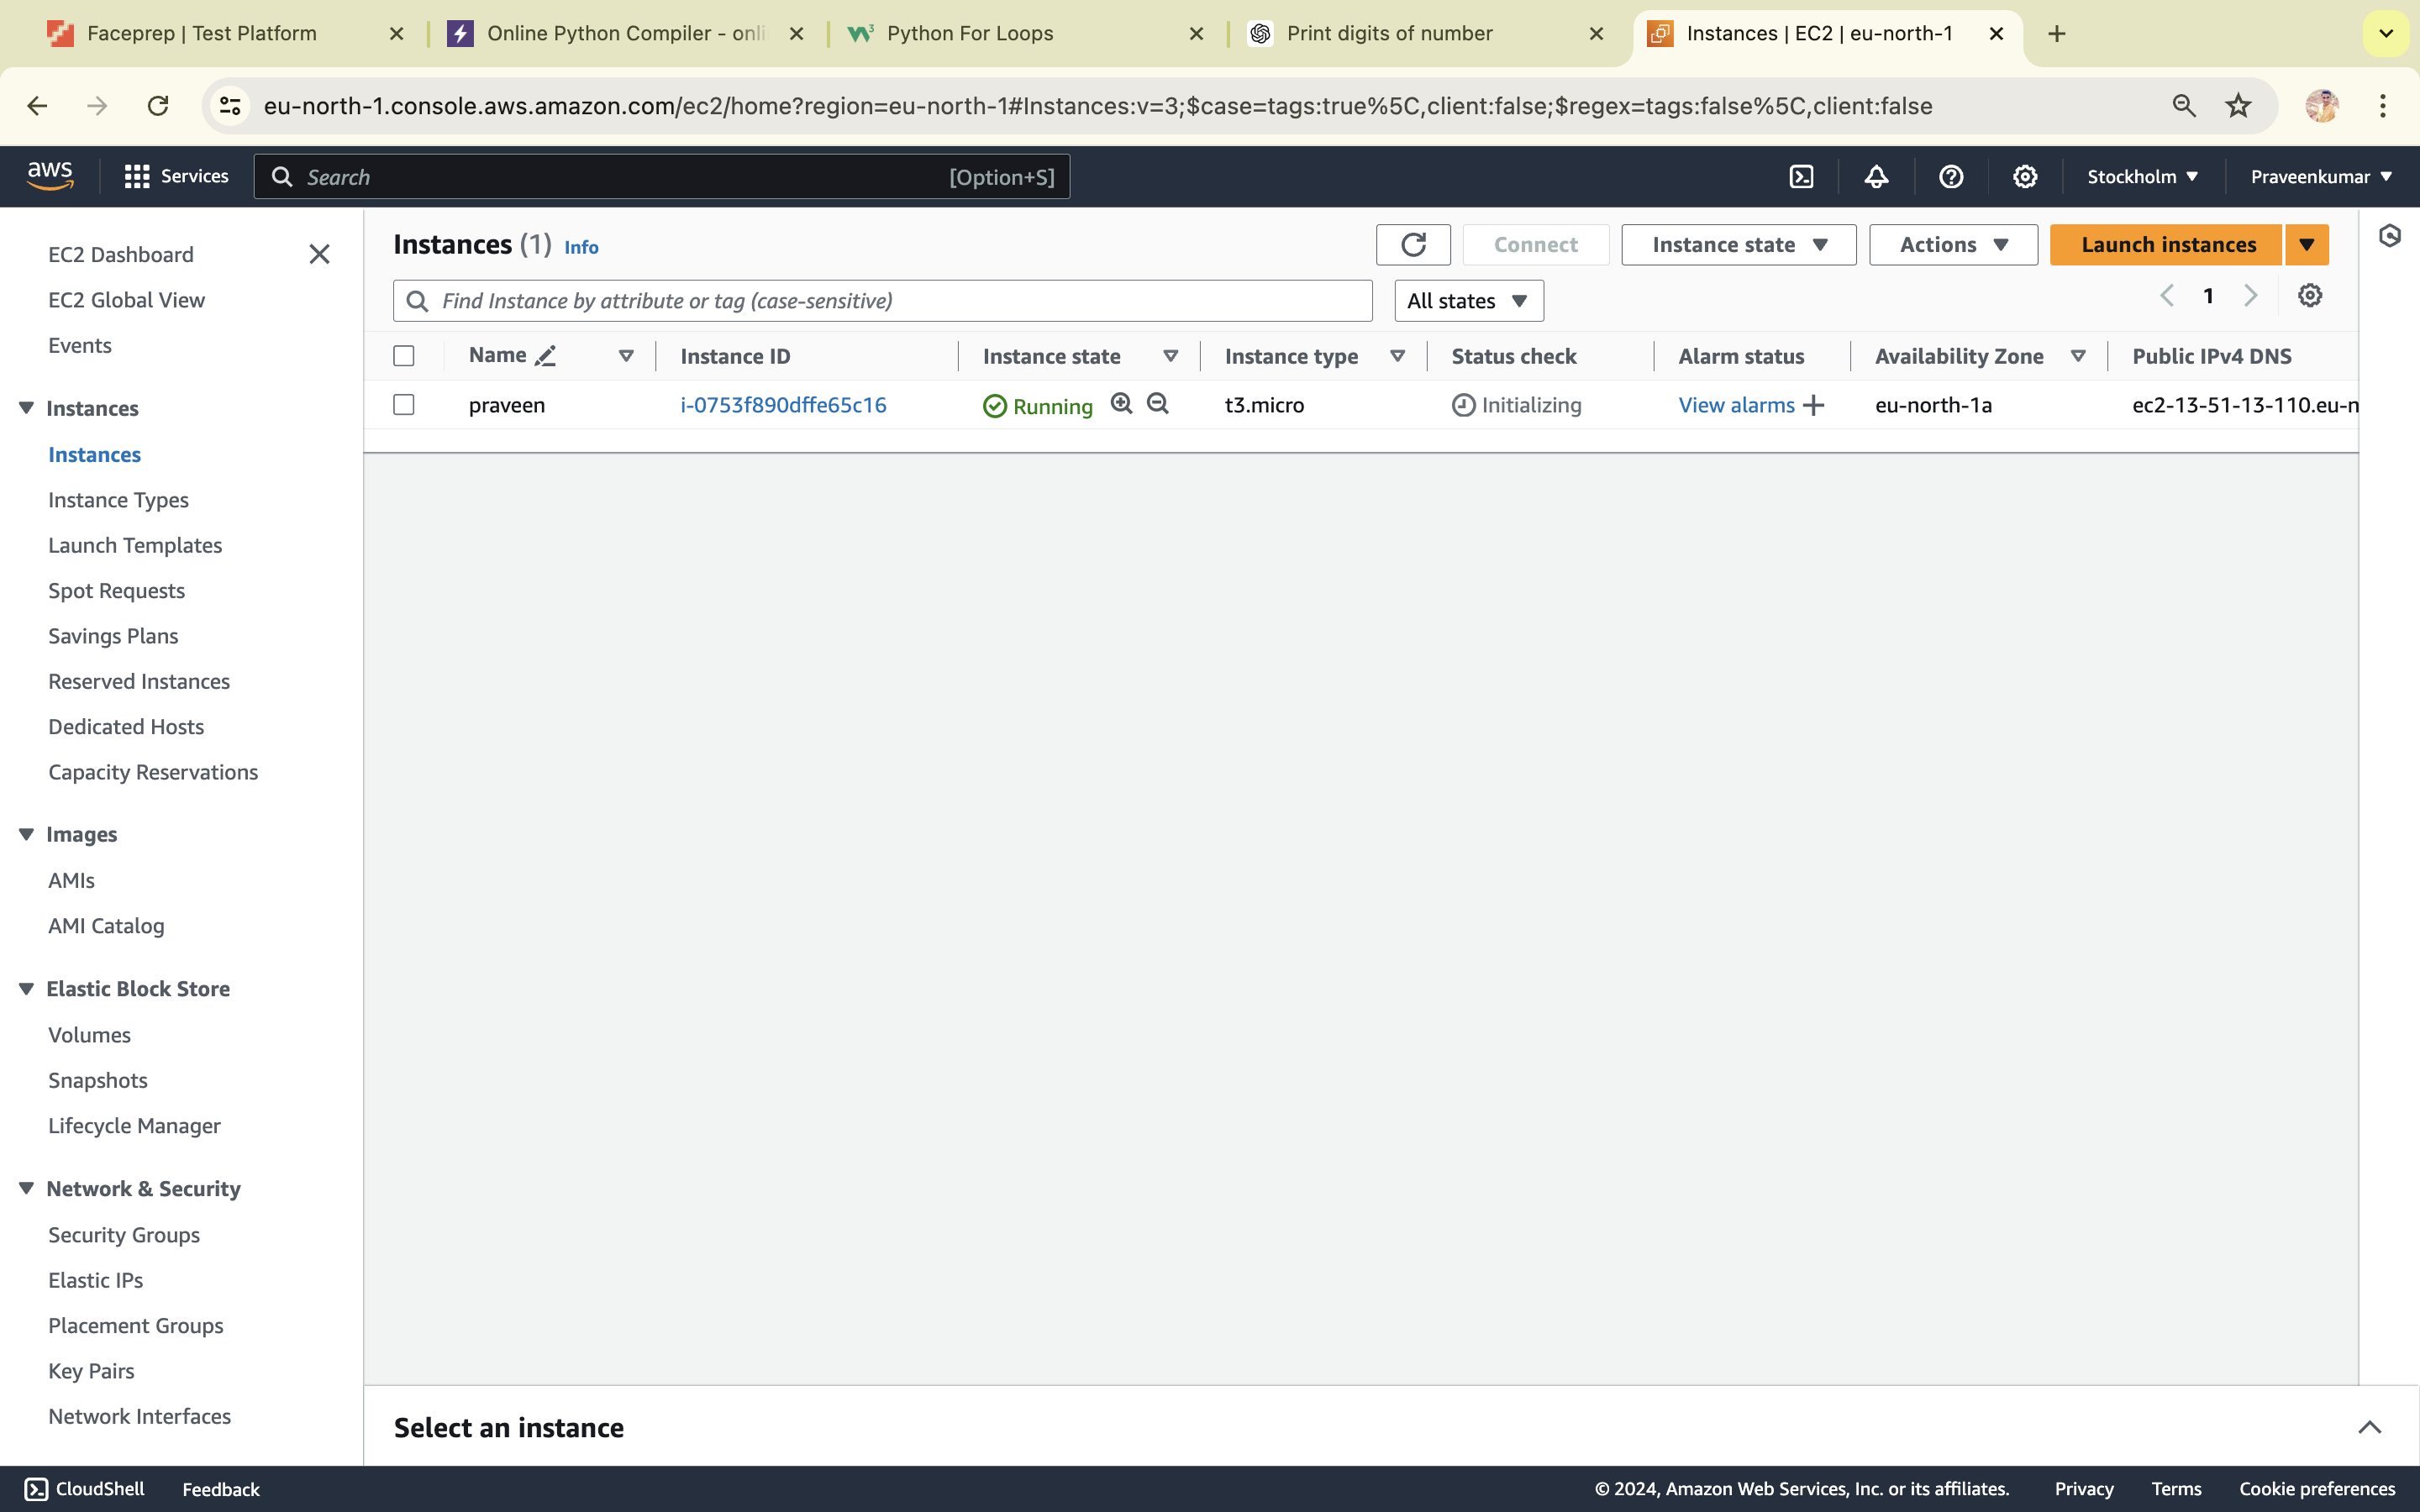 Faceprep | Test Platform
Online Python Compiler - onli
Python For Loops
Print digits of number
Instances | EC2 | eu-north-1
eu-north-1.console.aws.amazon.com/ec2/home?region=eu-north-1#Instances:v=3;$case=tags:true%5C,client:false;$regex=tags:false%5C,client:false
aws
Services
Search
[Option+S]
Stockholm
Praveenkumar
EC2 Dashboard
EC2 Global View
Events
Instances
Instances
Instance Types
Launch Templates
Spot Requests
Savings Plans
Reserved Instances
Dedicated Hosts
Capacity Reservations
Images
AMIs
AMI Catalog
Elastic Block Store
Volumes
Snapshots
Lifecycle Manager
Network & Security
Security Groups
Elastic IPs
Placement Groups
Key Pairs
Network Interfaces
Instances (1) Info
Connect
Instance state
Actions
Launch instances
Find Instance by attribute or tag (case-sensitive)
All states
1
Name Instance ID Instance state Instance type Status check Alarm status Availability Zone Public IPv4 DNS
praveen i-0753f890dffe65c16 Running t3.micro Initializing View alarms eu-north-1a ec2-13-51-13-110.eu-n
Select an instance
CloudShell
Feedback
© 2024, Amazon Web Services, Inc. or its affiliates.
Privacy
Terms
Cookie preferences